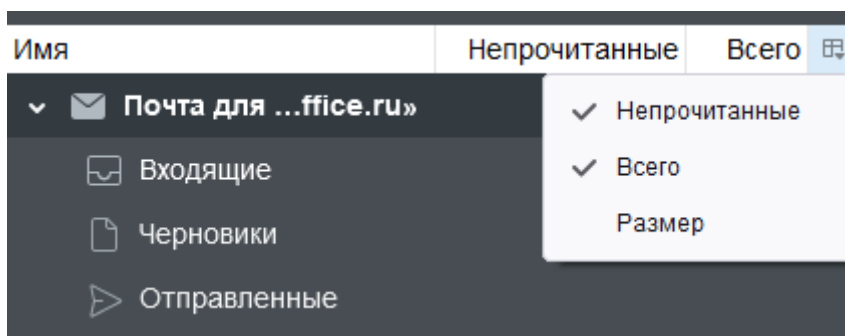 Имя Непрочитанные Всего
Почта для ...ffice.ru»
Непрочитанные
Входящие
Всего
Черновики
Размер
Отправленные